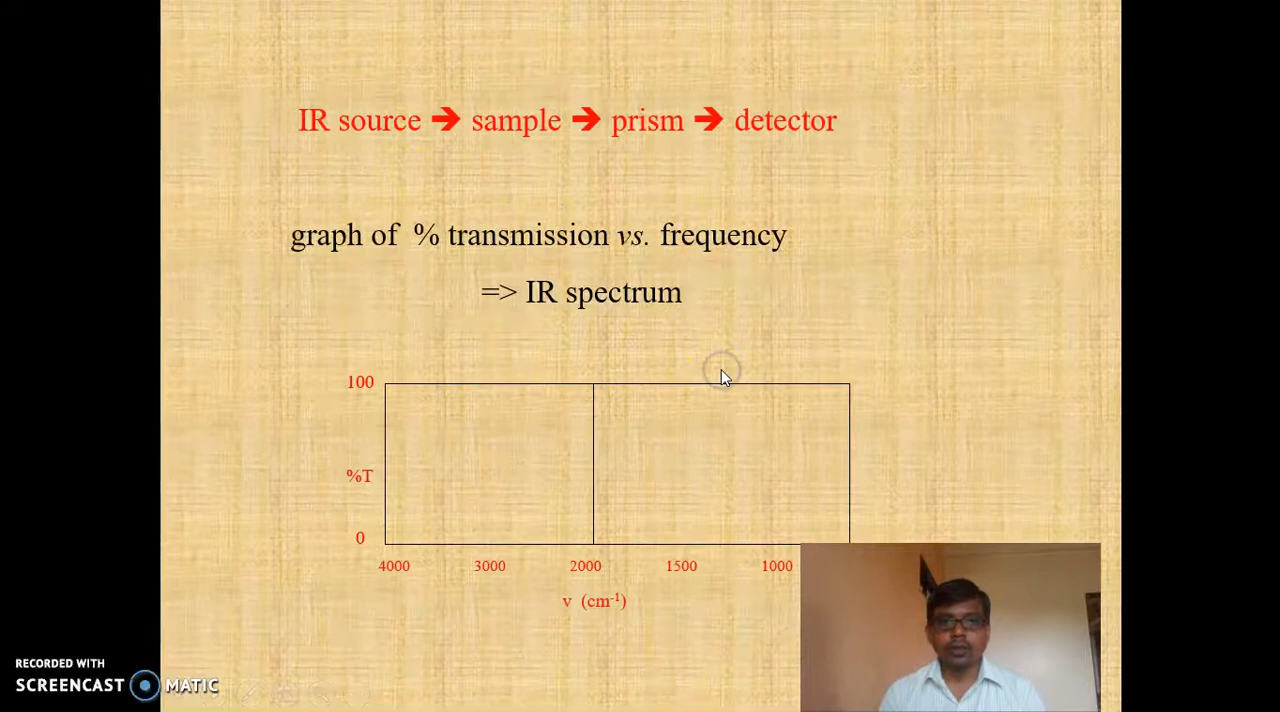 IR source ➔ sample ➔ prism ➔ detector
graph of % transmission vs. frequency
=> IR spectrum
100
%T
0
4000 3000 2000 1500 1000
v (cm-1)
RECORDED WITH
SCREENCAST MATIC